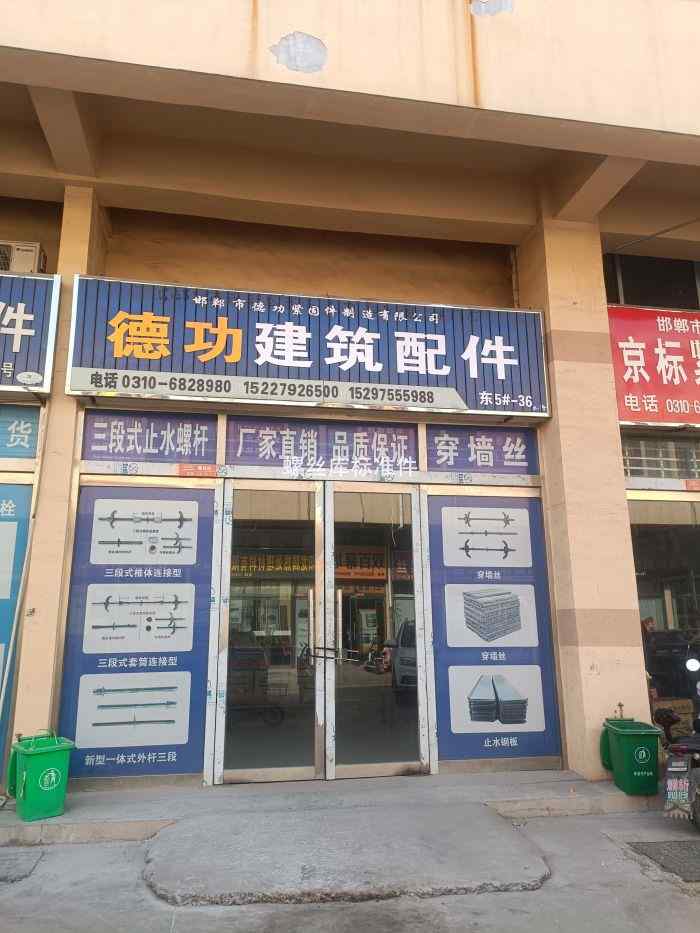 邯郸市德功紧固件制造有限公司
德功建筑配件
电话 0310-6828980 15227926500 15297555988
东5#-36
件
号
货
栓
邯郸市
京标紧
电话 0310-6
三段式止水螺杆
厂家直销 品质保证
穿墙丝
螺丝库标准件
三段式椎体连接型
三段式套筒连接型
新型一体式外杆三段
穿墙丝
穿墙丝
止水钢板